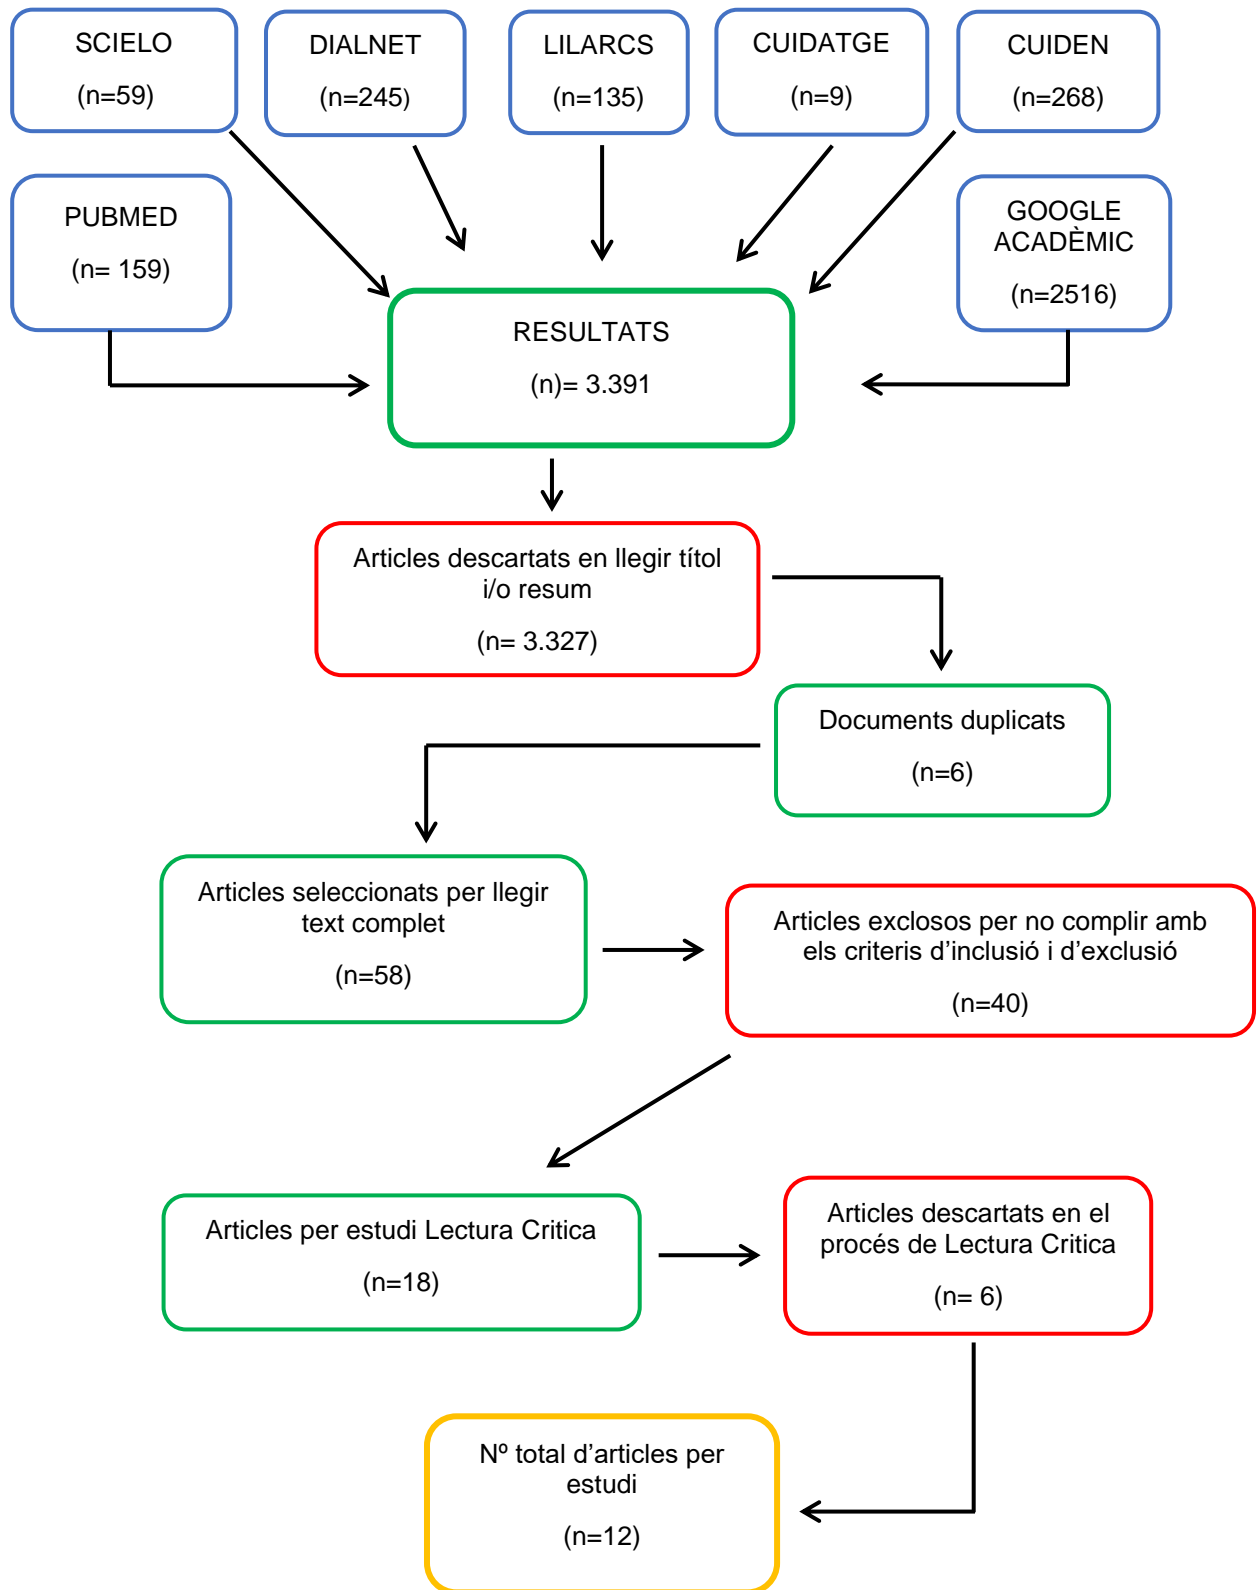 SCIELO
(n=59)
DIALNET
(n=245)
LILARCS
(n=135)
CUIDATGE
(n=9)
CUIDEN
(n=268)
PUBMED
(n= 159)
GOOGLE
ACADÈMIC
(n=2516)
RESULTATS
(n)= 3.391
Articles descartats en llegir títol
i/o resum
(n= 3.327)
Documents duplicats
(n=6)
Articles seleccionats per llegir
text complet
(n=58)
Articles exclosos per no complir amb
els criteris d’inclusió i d’exclusió
(n=40)
Articles per estudi Lectura Critica
(n=18)
Articles descartats en el
procés de Lectura Critica
(n= 6)
Nº total d’articles per
estudi
(n=12)